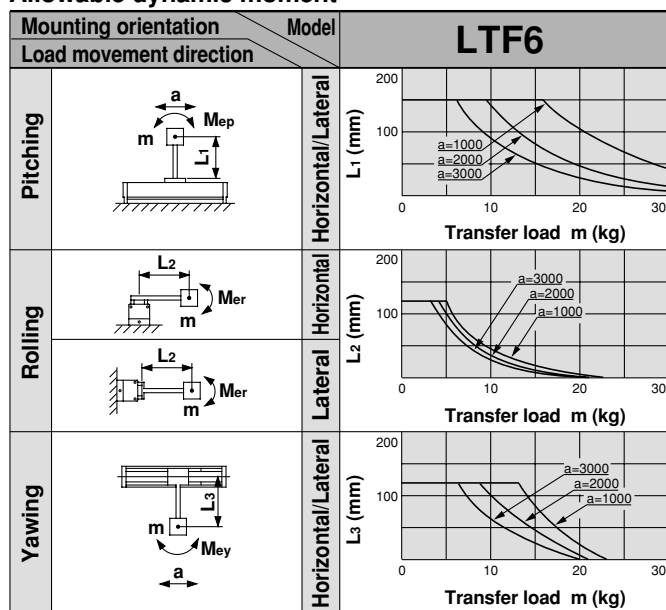 Allowable dynamic moment
Mounting orientation
Model
Load movement direction
LTF6
Pitching
a
Mep
m
L1
Horizontal/Lateral
L1 (mm)
200
100
0
a=1000
a=2000
a=3000
0 10 20 30
Transfer load m (kg)
Rolling
L2
Mer
m
Horizontal
L2
Mer
m
Lateral
L2 (mm)
200
100
a=3000
a=2000
a=1000
0 10 20 30
Transfer load m (kg)
Yawing
L3
m
Mey
a
Horizontal/Lateral
L3 (mm)
200
100
a=3000
a=2000
a=1000
0 10 20 30
Transfer load m (kg)